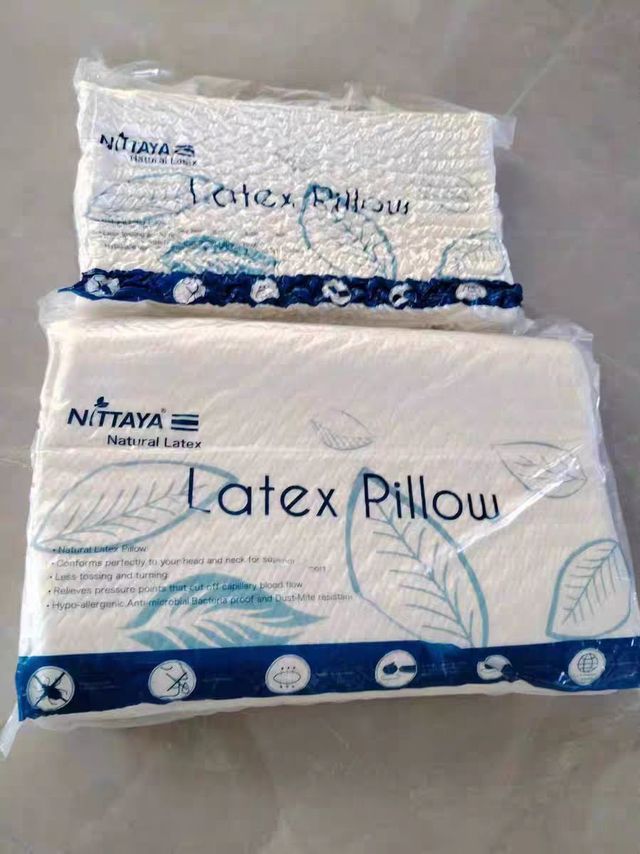 NITTAYA
Natural Latex
Latex Pillow
NITTAYA®
Natural Latex
Latex Pillow
• Natural Latex Pillow
• Conforms perfectly to your head and neck for
• Less tossing and turning
• Relieves pressure points that cut off capillary blood flow
• Hypo-allergenic, Anti-microbial Bacteria proof and Dust-Mite resistant